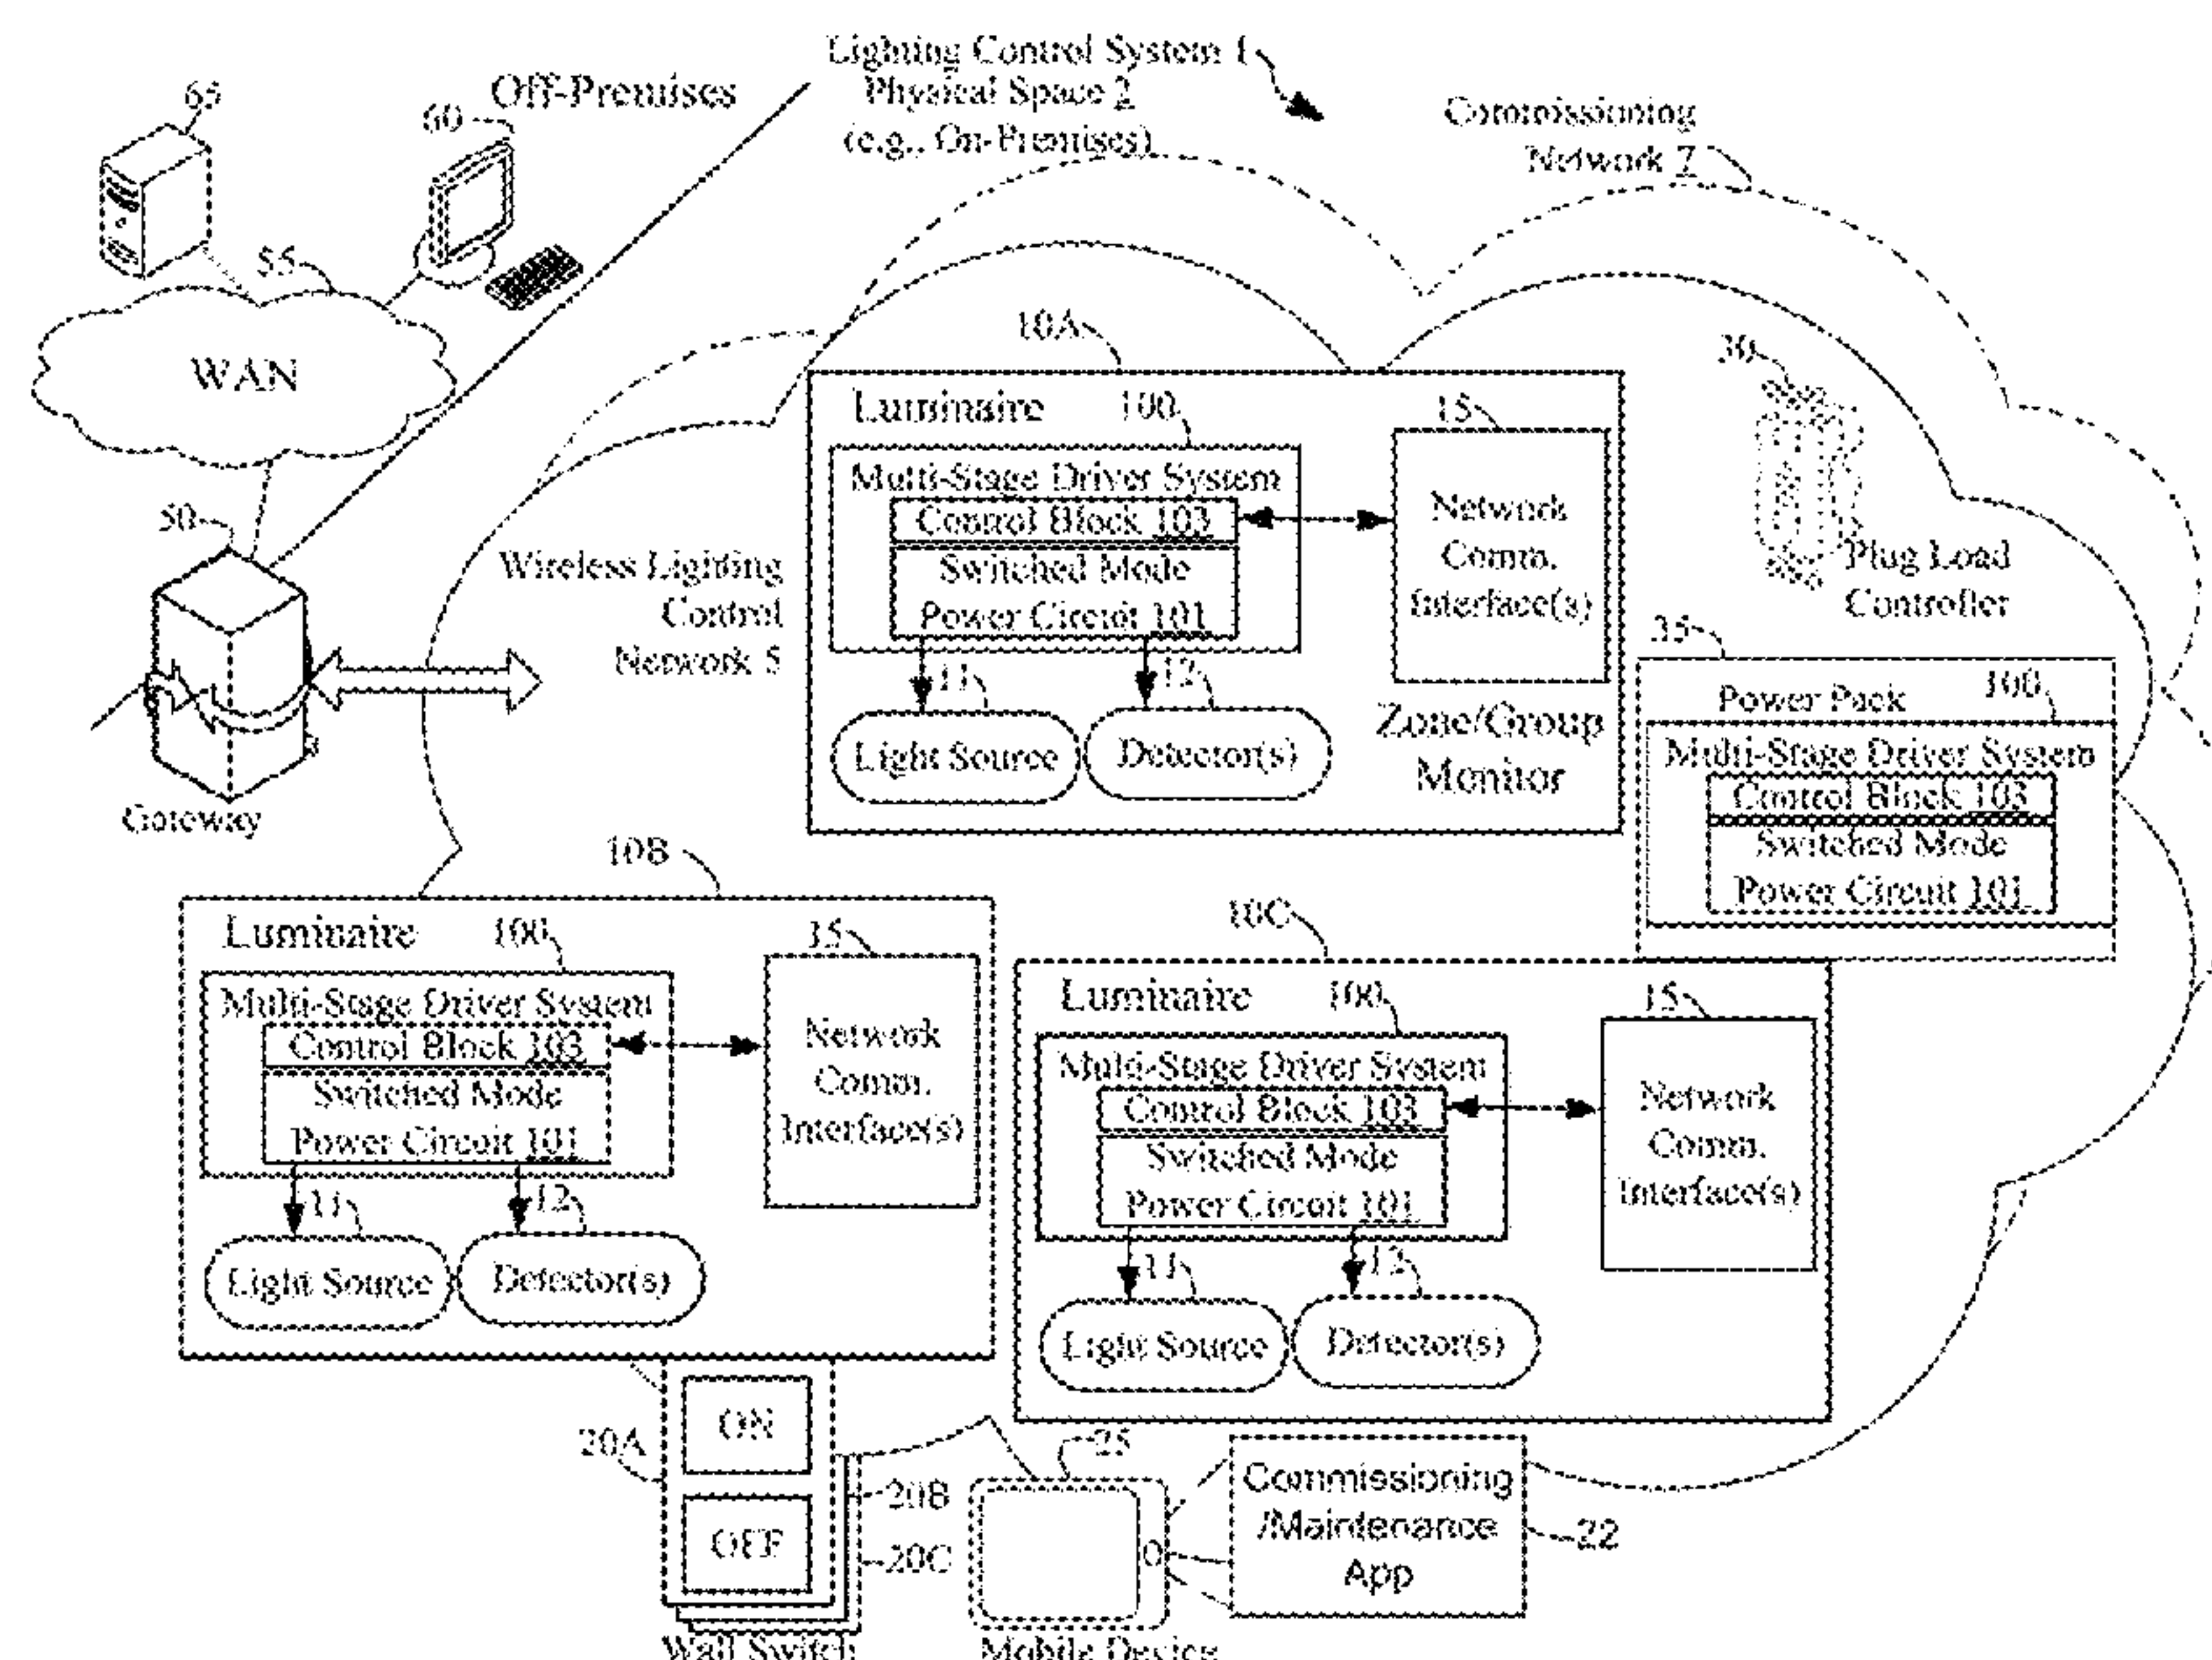 Lighting Control System 1
Physical Space 2
(e.g., On-Premises)
Off-Premises
65
60
Commissioning
Network 7
55
WAN
50
Gateway
Wireless Lighting
Control
Network 5
10A
Luminaire
100
15
Multi-Stage Driver System
Control Block 103
Switched Mode
Power Circuit 101
Network
Comm.
Interface(s)
11
12
Light Source
Detector(s)
Zone/Group
Monitor
30
Plug Load
Controller
35
Power Pack
100
Multi-Stage Driver System
Control Block 103
Switched Mode
Power Circuit 101
10B
Luminaire
100
15
Multi-Stage Driver System
Control Block 103
Switched Mode
Power Circuit 101
Network
Comm.
Interface(s)
11
12
Light Source
Detector(s)
10C
Luminaire
100
15
Multi-Stage Driver System
Control Block 103
Switched Mode
Power Circuit 101
Network
Comm.
Interface(s)
11
12
Light Source
Detector(s)
20A
ON
OFF
20B
20C
Wall Switch
25
Mobile Device
Commissioning
/Maintenance
App
22